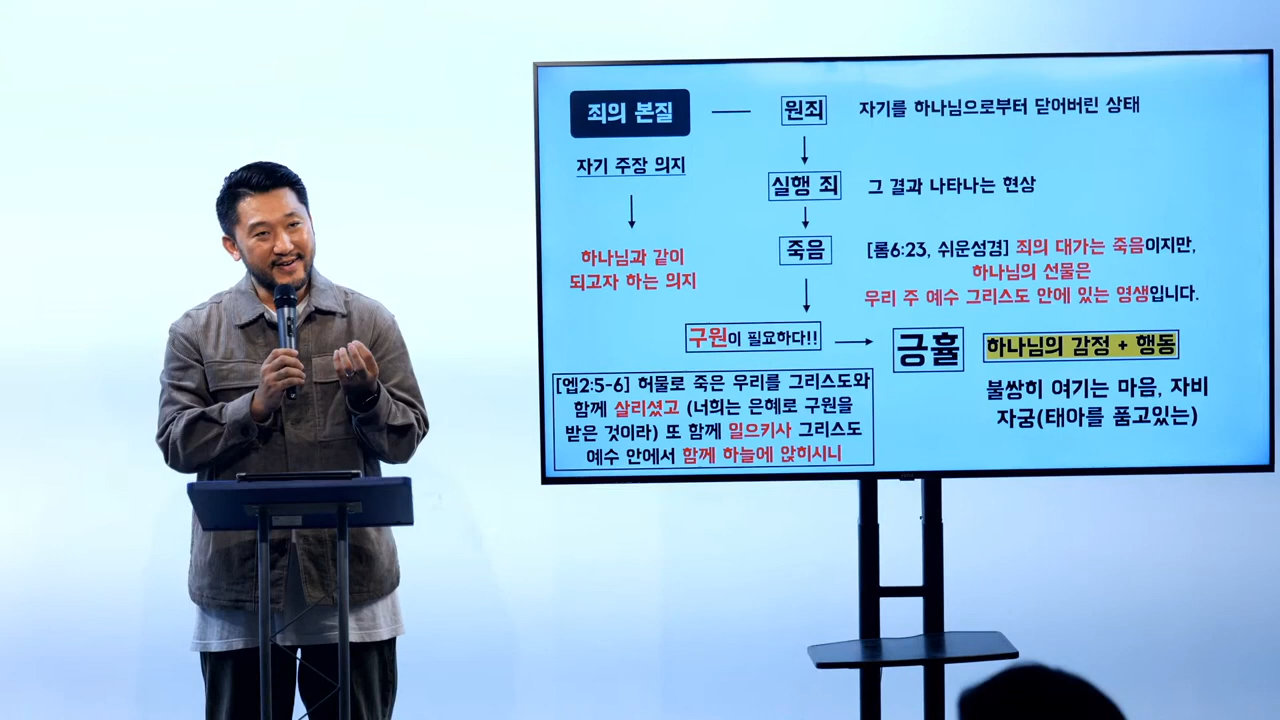 죄의 본질
원죄
자기를 하나님으로부터 닫어버린 상태
자기 주장 의지
실행 죄
그 결과 나타나는 현상
하나님과 같이
되고자 하는 의지
죽음
[롬6:23, 쉬운성경] 죄의 대가는 죽음이지만,
하나님의 선물은
우리 주 예수 그리스도 안에 있는 영생입니다.
구원이 필요하다!!
긍휼
하나님의 감정 + 행동
불쌍히 여기는 마음, 자비
자궁(태아를 품고있는)
[엡2:5-6] 허물로 죽은 우리를 그리스도와
함께 살리셨고 (너희는 은혜로 구원을
받은 것이라) 또 함께 일으키사 그리스도
예수 안에서 함께 하늘에 앉히시니